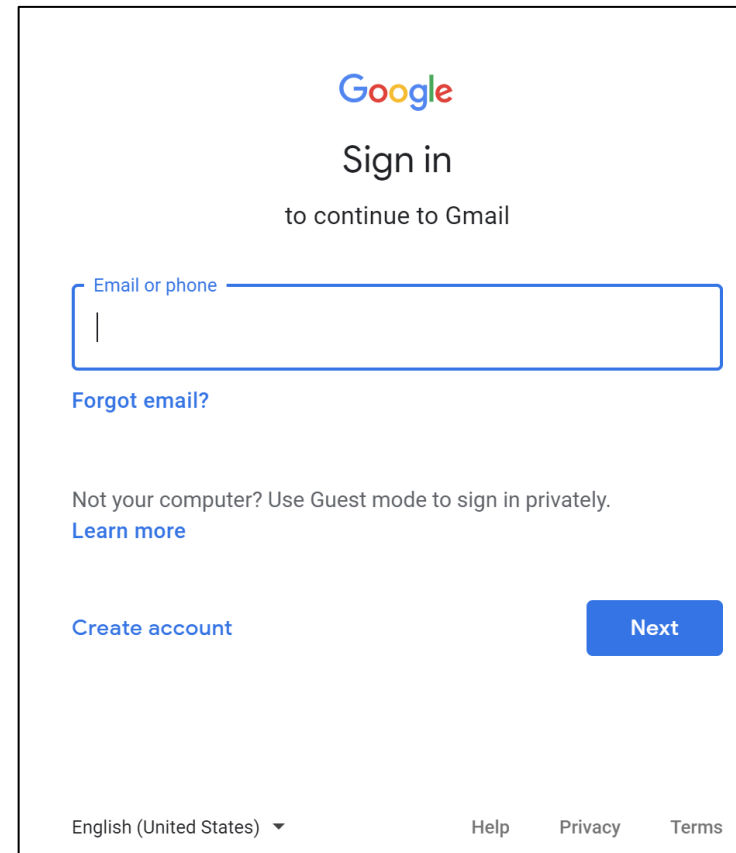 Google
Sign in
to continue to Gmail
Email or phone
Forgot email?
Not your computer? Use Guest mode to sign in privately.
Learn more
Create account
Next
English (United States)
Help Privacy Terms